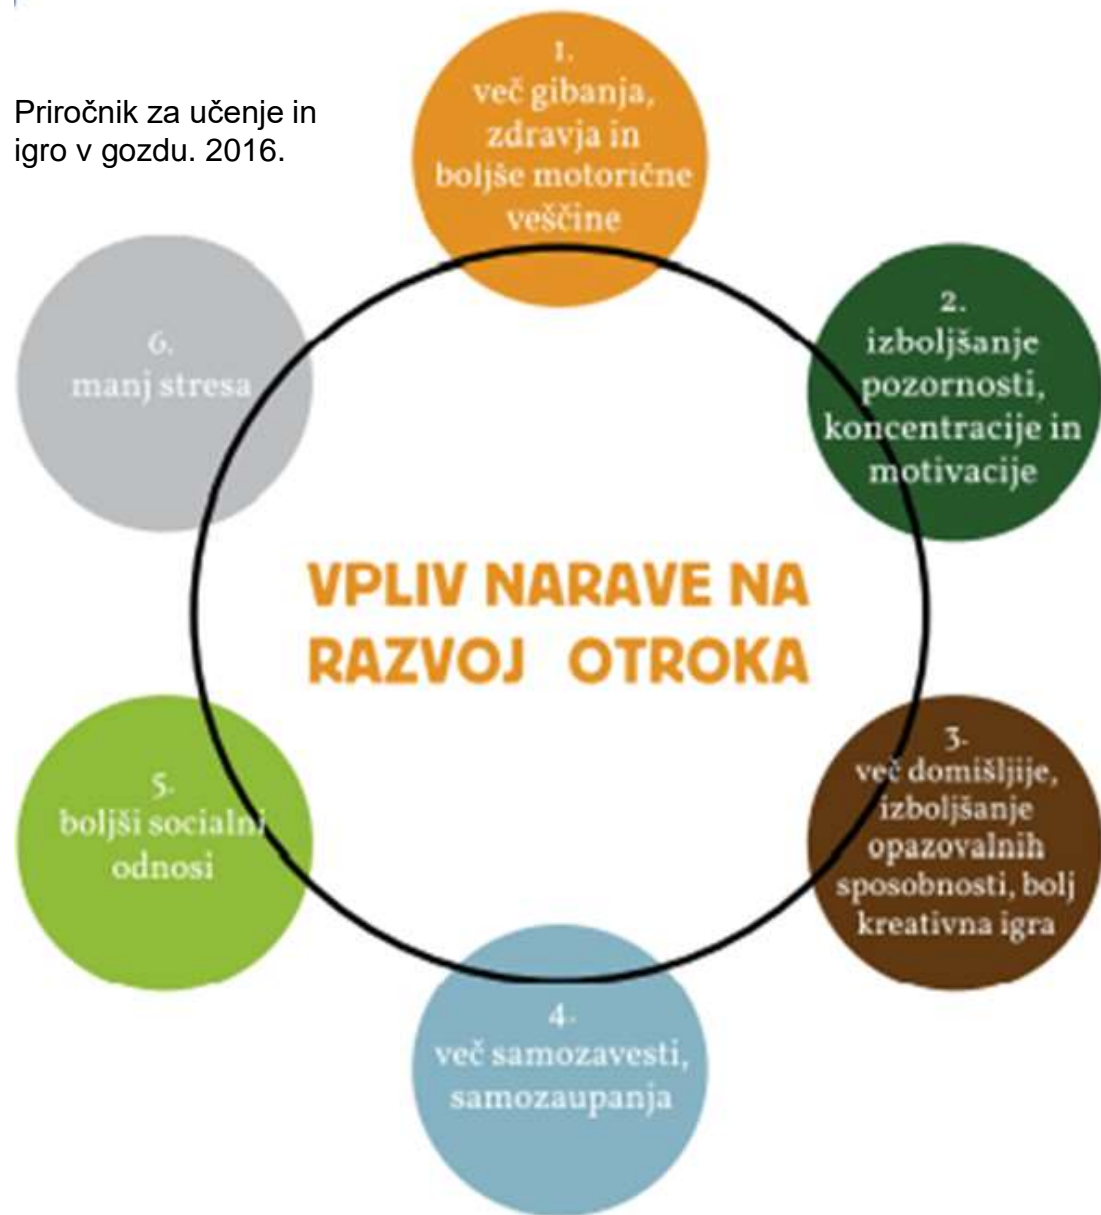 Priročnik za učenje in
igro v gozdu. 2016.
1.
več gibanja,
zdravja in
boljše motorične
veščine
2.
izboljšanje
pozornosti,
koncentracije in
motivacije
3.
več domišljije,
izboljšanje
opazovalnih
sposobnosti, bolj
kreativna igra
4.
več samozavesti,
samozaupanja
5.
boljši socialni
odnosi
6.
manj stresa
VPLIV NARAVE NA
RAZVOJ OTROKA